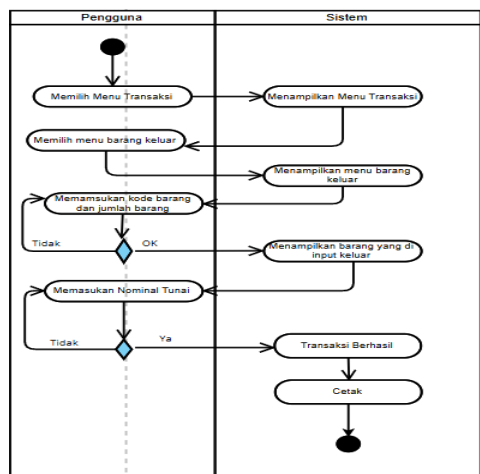 Pengguna
Sistem
Memilih Menu Transaksi
Menampilkan Menu Transaksi
Memilih menu barang keluar
Menampilkan menu barang
keluar
Memamsukan kode barang
dan jumlah barang
Tidak
OK
Menampilkan barang yang di
input keluar
Memasukan Nominal Tunai
Tidak
Ya
Transaksi Berhasil
Cetak